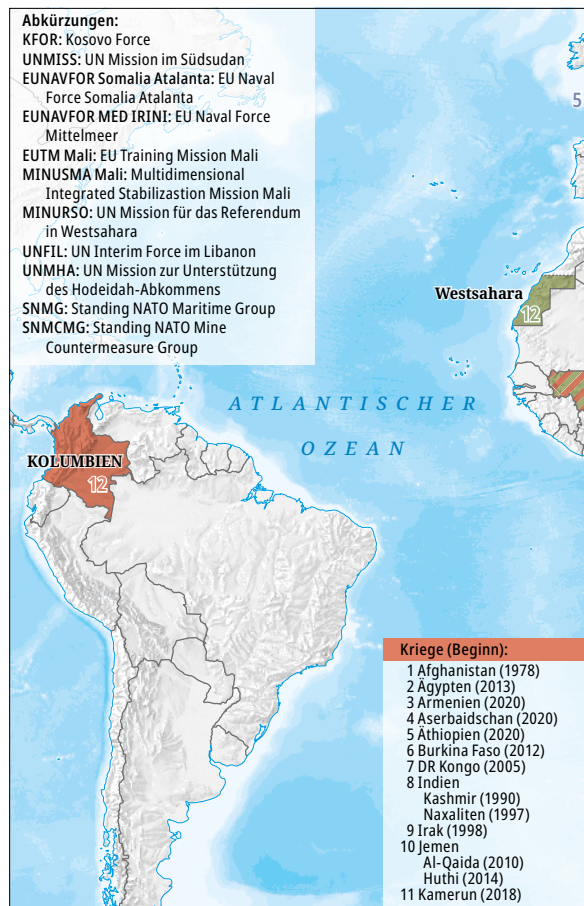 Abkürzungen:
KFOR: Kosovo Force
UNMISS: UN Mission im Südsudan
EUNAVFOR Somalia Atalanta: EU Naval
Force Somalia Atalanta
EUNAVFOR MED IRINI: EU Naval Force
Mittelmeer
EUTM Mali: EU Training Mission Mali
MINUSMA Mali: Multidimensional
Integrated Stabilizastion Mission Mali
MINURSO: UN Mission für das Referendum
in Westsahara
UNFIL: UN Interim Force im Libanon
UNMHA: UN Mission zur Unterstützung
des Hodeidah-Abkommens
SNMG: Standing NATO Maritime Group
SNMCMG: Standing NATO Mine
Countermeasure Group
5
Westsahara
12
ATLANTISCHER
OZEAN
KOLUMBIEN
12
Kriege (Beginn):
1 Afghanistan (1978)
2 Ägypten (2013)
3 Armenien (2020)
4 Aserbaidschan (2020)
5 Äthiopien (2020)
6 Burkina Faso (2012)
7 DR Kongo (2005)
8 Indien
Kashmir (1990)
Naxaliten (1997)
9 Irak (1998)
10 Jemen
Al-Qaida (2010)
Huthi (2014)
11 Kamerun (2018)